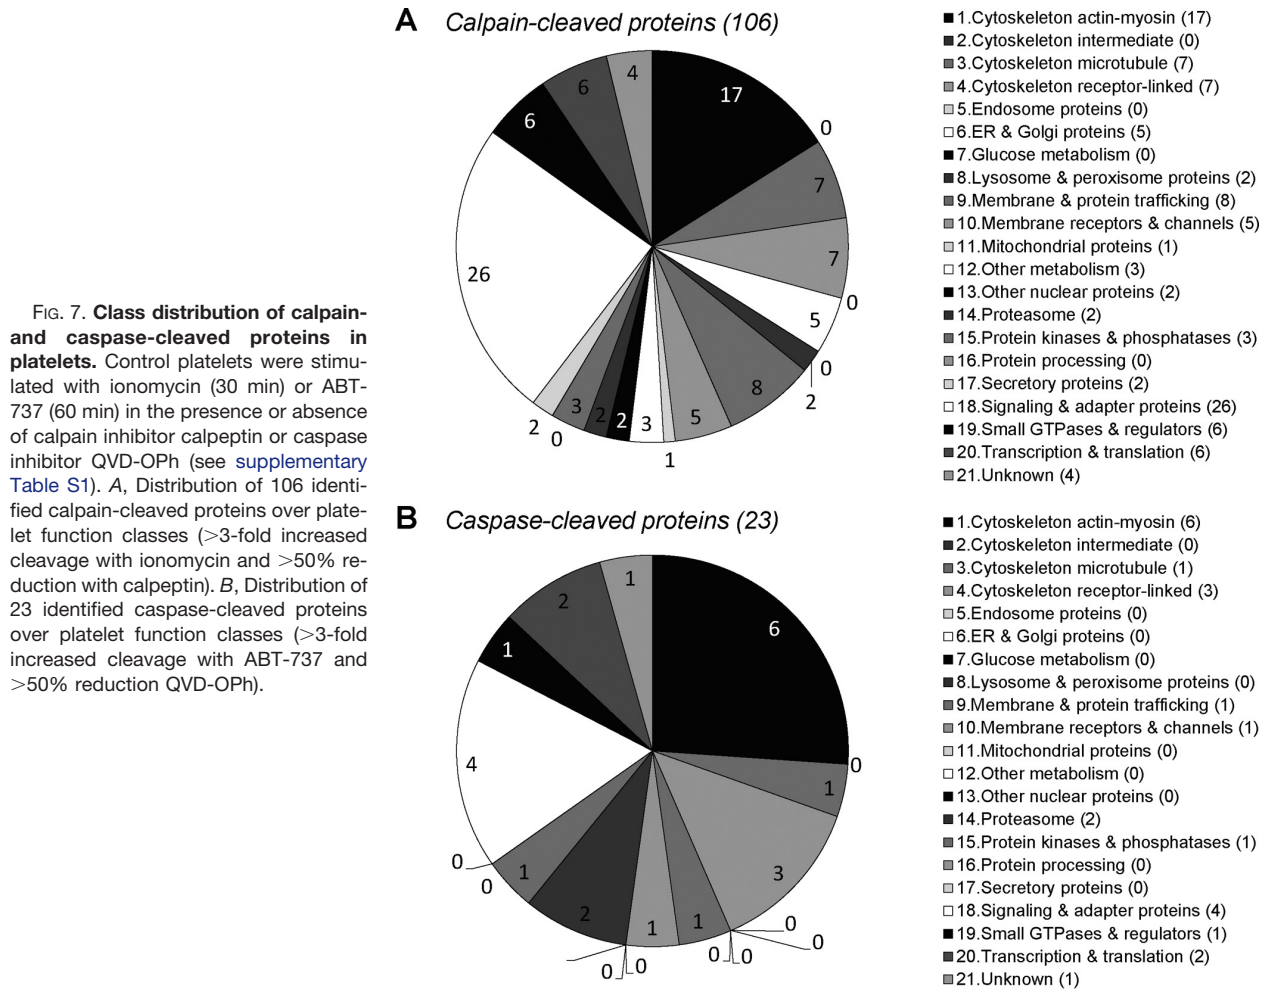 FIG. 7. Class distribution of calpain-
and caspase-cleaved proteins in
platelets. Control platelets were stimu-
lated with ionomycin (30 min) or ABT-
737 (60 min) in the presence or absence
of calpain inhibitor calpeptin or caspase
inhibitor QVD-OPh (see supplementary
Table S1). A, Distribution of 106 identi-
fied calpain-cleaved proteins over plate-
let function classes (>3-fold increased
cleavage with ionomycin and >50% re-
duction with calpeptin). B, Distribution of
23 identified caspase-cleaved proteins
over platelet function classes (>3-fold
increased cleavage with ABT-737 and
>50% reduction QVD-OPh).
A Calpain-cleaved proteins (106)
17
0
7
7
0
5
0
2
8
5
1
3
2
2
3
0
2
26
6
6
4
1.Cytoskeleton actin-myosin (17)
2.Cytoskeleton intermediate (0)
3.Cytoskeleton microtubule (7)
4.Cytoskeleton receptor-linked (7)
5.Endosome proteins (0)
6.ER & Golgi proteins (5)
7.Glucose metabolism (0)
8.Lysosome & peroxisome proteins (2)
9.Membrane & protein trafficking (8)
10.Membrane receptors & channels (5)
11.Mitochondrial proteins (1)
12.Other metabolism (3)
13.Other nuclear proteins (2)
14.Proteasome (2)
15.Protein kinases & phosphatases (3)
16.Protein processing (0)
17.Secretory proteins (2)
18.Signaling & adapter proteins (26)
19.Small GTPases & regulators (6)
20.Transcription & translation (6)
21.Unknown (4)
B Caspase-cleaved proteins (23)
6
0
1
3
0
0
0
0
1
1
0
0
2
1
0
0
4
1
2
1
1.Cytoskeleton actin-myosin (6)
2.Cytoskeleton intermediate (0)
3.Cytoskeleton microtubule (1)
4.Cytoskeleton receptor-linked (3)
5.Endosome proteins (0)
6.ER & Golgi proteins (0)
7.Glucose metabolism (0)
8.Lysosome & peroxisome proteins (0)
9.Membrane & protein trafficking (1)
10.Membrane receptors & channels (1)
11.Mitochondrial proteins (0)
12.Other metabolism (0)
13.Other nuclear proteins (0)
14.Proteasome (2)
15.Protein kinases & phosphatases (1)
16.Protein processing (0)
17.Secretory proteins (0)
18.Signaling & adapter proteins (4)
19.Small GTPases & regulators (1)
20.Transcription & translation (2)
21.Unknown (1)